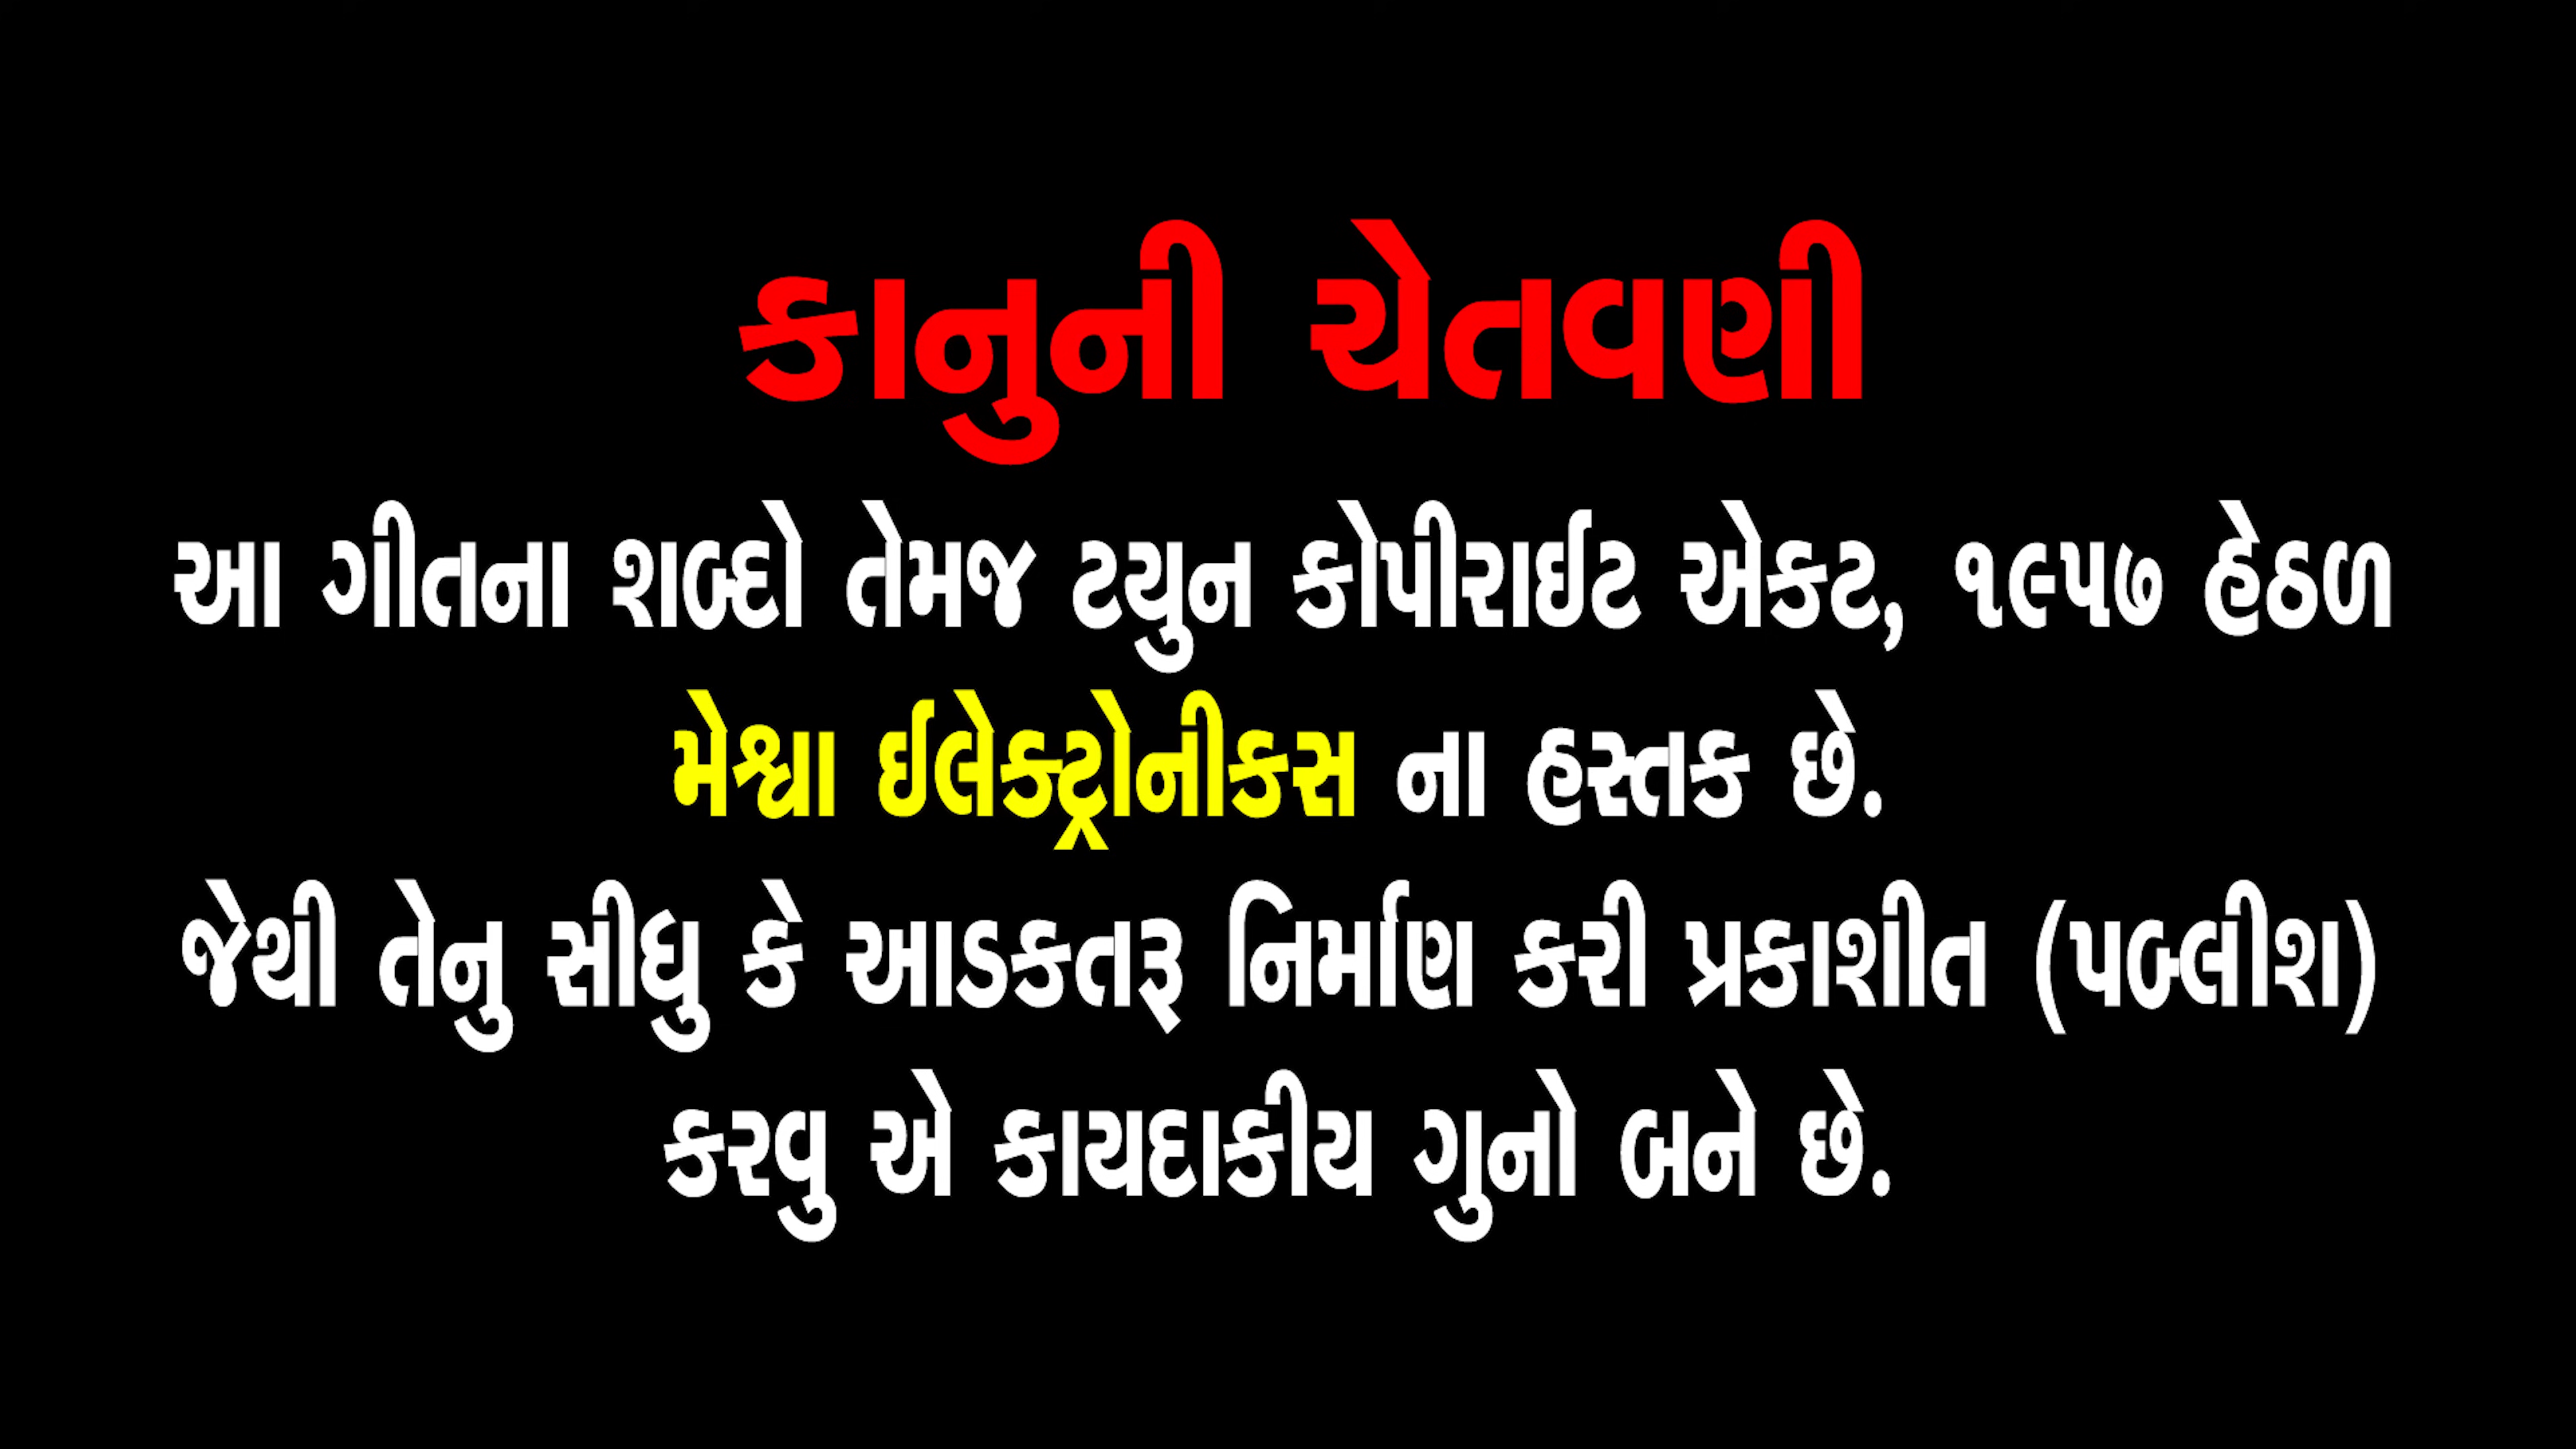 કાનુની ચેતવણી
આ ગીતના શબ્દો તેમજ ટયુન કોપીરાઈટ એકટ, ૧૯૫૭ હેઠળ
મેશ્વા ઈલેક્ટ્રોનીકસ ના હસ્તક છે.
જેથી તેનુ સીધુ કે આડકતરૂ નિર્માણ કરી પ્રકાશીત (પબ્લીશ)
કરવુ એ કાયદાકીય ગુનો બને છે.